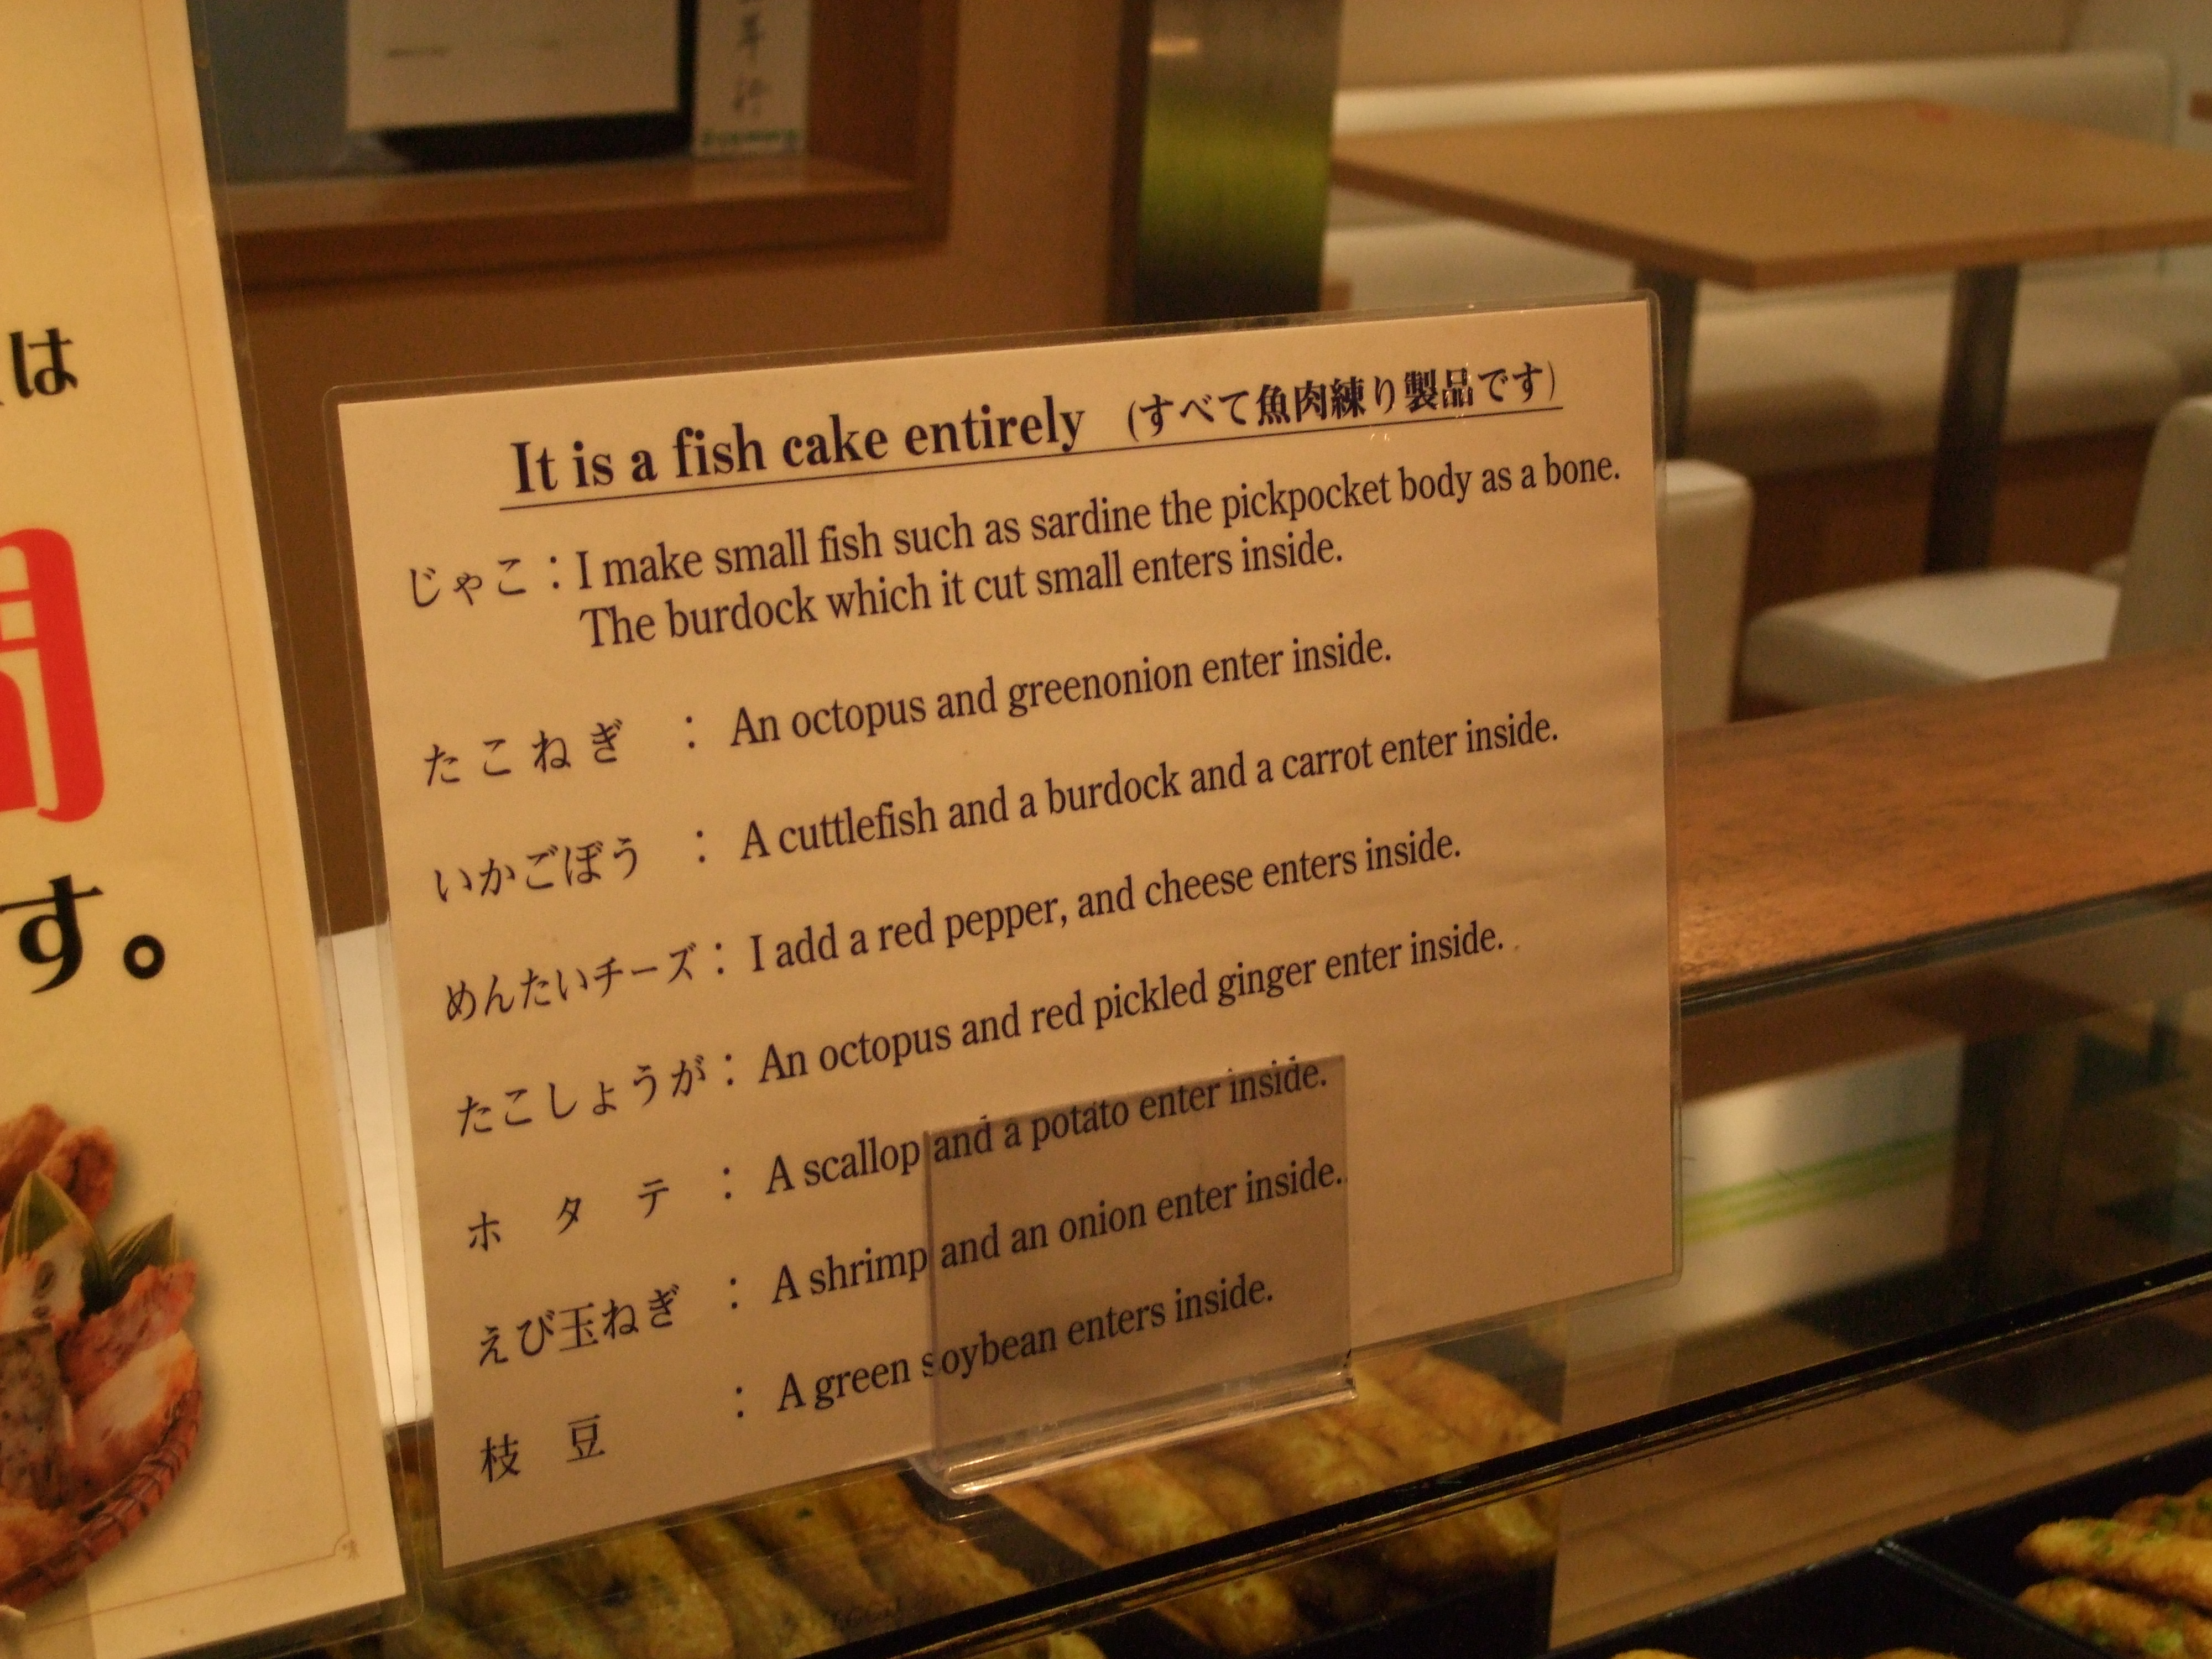 は
す。
It is a fish cake entirely (すべて魚肉練り製品です)
じゃこ：I make small fish such as sardine the pickpocket body as a bone.
The burdock which it cut small enters inside.
たこねぎ ： An octopus and greenonion enter inside.
いかごぼう ： A cuttlefish and a burdock and a carrot enter inside.
めんたいチーズ：I add a red pepper, and cheese enters inside.
たこしょうが：An octopus and red pickled ginger enter inside.
ホタテ ： A scallop and a potato enter inside.
えび玉ねぎ ： A shrimp and an onion enter inside.
枝豆 ： A green soybean enters inside.